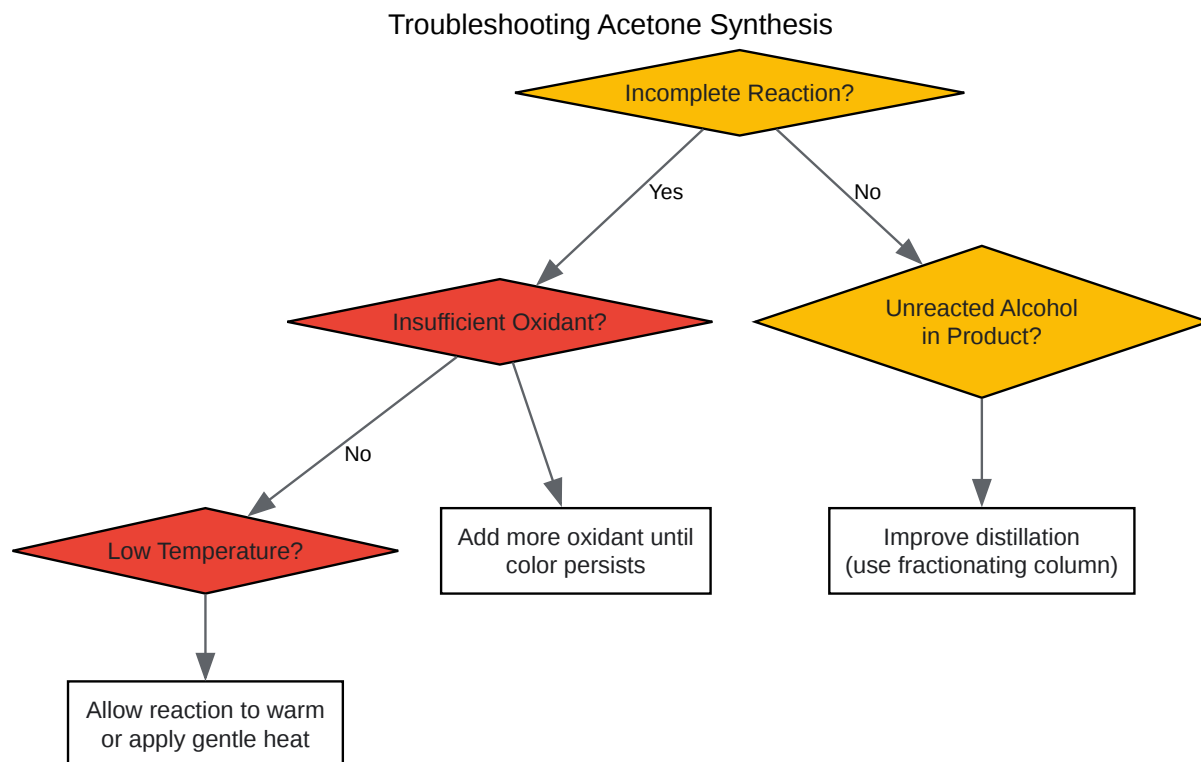 Troubleshooting Acetone Synthesis
Incomplete Reaction?
Yes
No
Insufficient Oxidant?
Unreacted Alcohol
in Product?
No
Low Temperature?
Add more oxidant until
color persists
Improve distillation
(use fractionating column)
Allow reaction to warm
or apply gentle heat